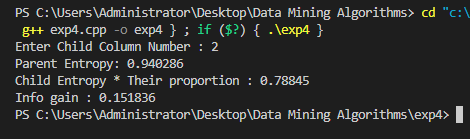 PS C:\Users\Administrator\Desktop\Data Mining Algorithms> cd "c:\
g++ exp4.cpp -o exp4 } ; if ($?) { .\exp4 }
Enter Child Column Number : 2
Parent Entropy: 0.940286
Child Entropy * Their proportion : 0.78845
Info gain : 0.151836
PS C:\Users\Administrator\Desktop\Data Mining Algorithms\exp4>